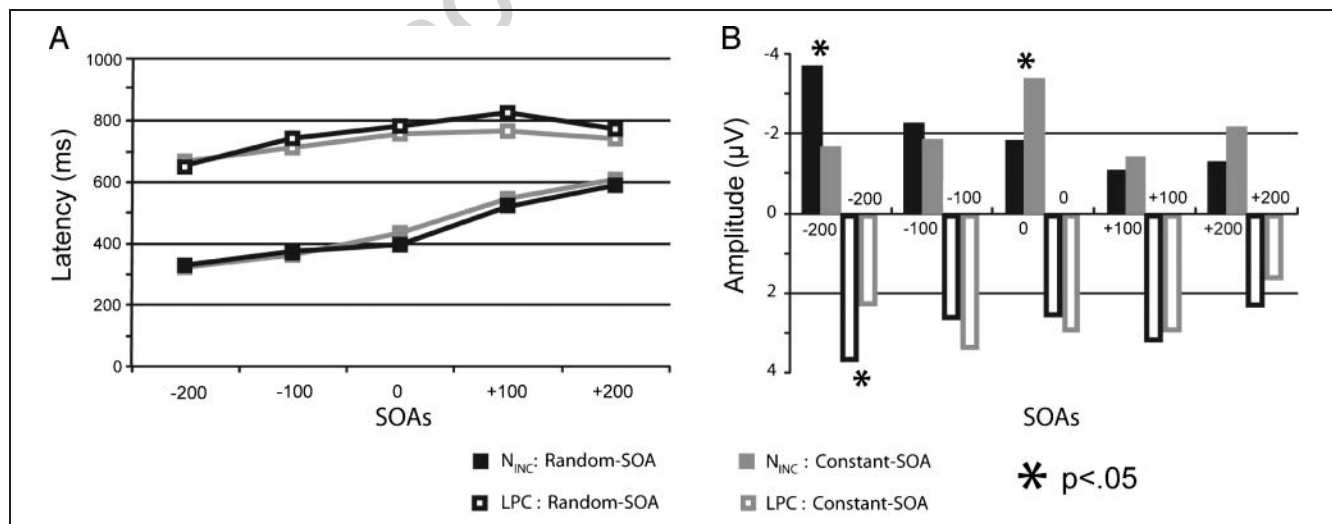 A
1000
800
600
400
200
0
Latency (ms)
-200 -100 0 +100 +200
SOAs
B
-4
-2
0
2
4
Amplitude (µV)
* *
-200 -100 0 +100 +200
-200 -100 0 +100 +200
*
SOAs
N_INC: Random-SOA
LPC : Random-SOA
N_INC : Constant-SOA
LPC : Constant-SOA
* p<.05